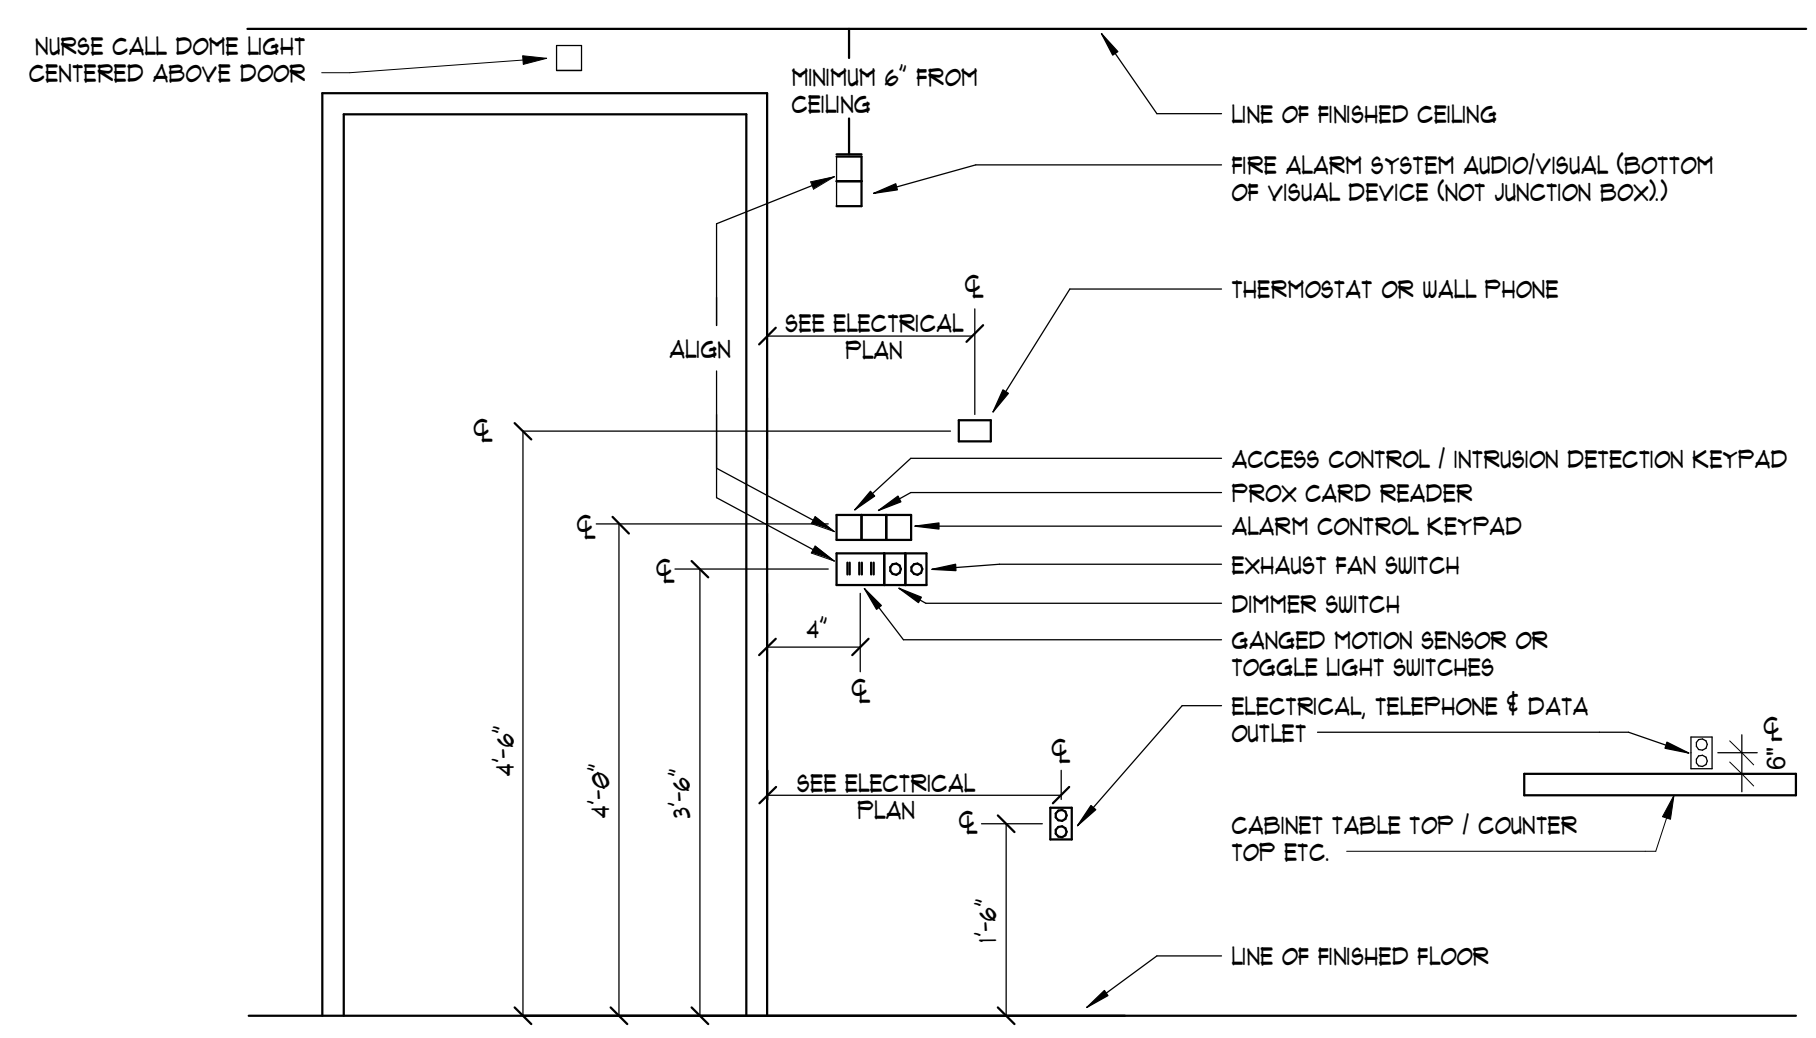 NURSE CALL DOME LIGHT
CENTERED ABOVE DOOR
MINIMUM 6" FROM
CEILING
LINE OF FINISHED CEILING
FIRE ALARM SYSTEM AUDIO/VISUAL (BOTTOM
OF VISUAL DEVICE (NOT JUNCTION BOX).)
℄
THERMOSTAT OR WALL PHONE
SEE ELECTRICAL
PLAN
ALIGN
℄
ACCESS CONTROL / INTRUSION DETECTION KEYPAD
PROX CARD READER
℄
ALARM CONTROL KEYPAD
℄
EXHAUST FAN SWITCH
DIMMER SWITCH
4"
GANGED MOTION SENSOR OR
TOGGLE LIGHT SWITCHES
℄
ELECTRICAL, TELEPHONE & DATA
OUTLET
℄
6"
℄
4'-6"
4'-0"
3'-6"
SEE ELECTRICAL
PLAN
℄
CABINET TABLE TOP / COUNTER
TOP ETC.
1'-6"
LINE OF FINISHED FLOOR